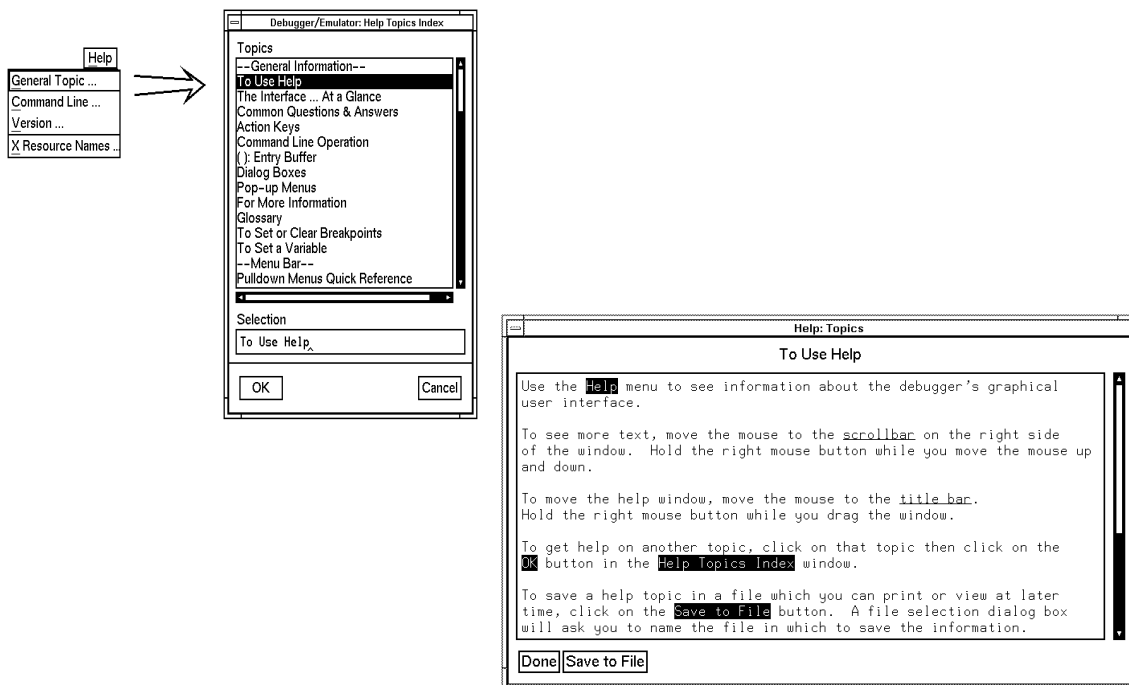 Help
General Topic ...
Command Line ...
Version ...
X Resource Names ..
Debugger/Emulator: Help Topics Index
Topics
--General Information--
To Use Help
The Interface ... At a Glance
Common Questions & Answers
Action Keys
Command Line Operation
( ): Entry Buffer
Dialog Boxes
Pop-up Menus
For More Information
Glossary
To Set or Clear Breakpoints
To Set a Variable
--Menu Bar--
Pulldown Menus Quick Reference
Selection
To Use Help
OK
Cancel
Help: Topics
To Use Help
Use the Help menu to see information about the debugger's graphical
user interface.
To see more text, move the mouse to the scrollbar on the right side
of the window.  Hold the right mouse button while you move the mouse up
and down.
To move the help window, move the mouse to the title bar.
Hold the right mouse button while you drag the window.
To get help on another topic, click on that topic then click on the
OK button in the Help Topics Index window.
To save a help topic in a file which you can print or view at later
time, click on the Save to File button.  A file selection dialog box
will ask you to name the file in which to save the information.
Done
Save to File